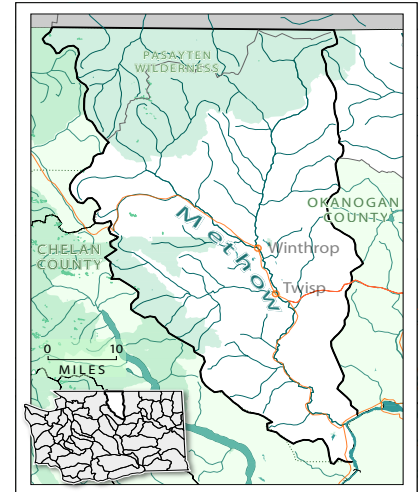 PASAYTEN
WILDERNESS
OKANOGAN
COUNTY
Methow
Winthrop
CHELAN
COUNTY
Twisp
0 10
MILES